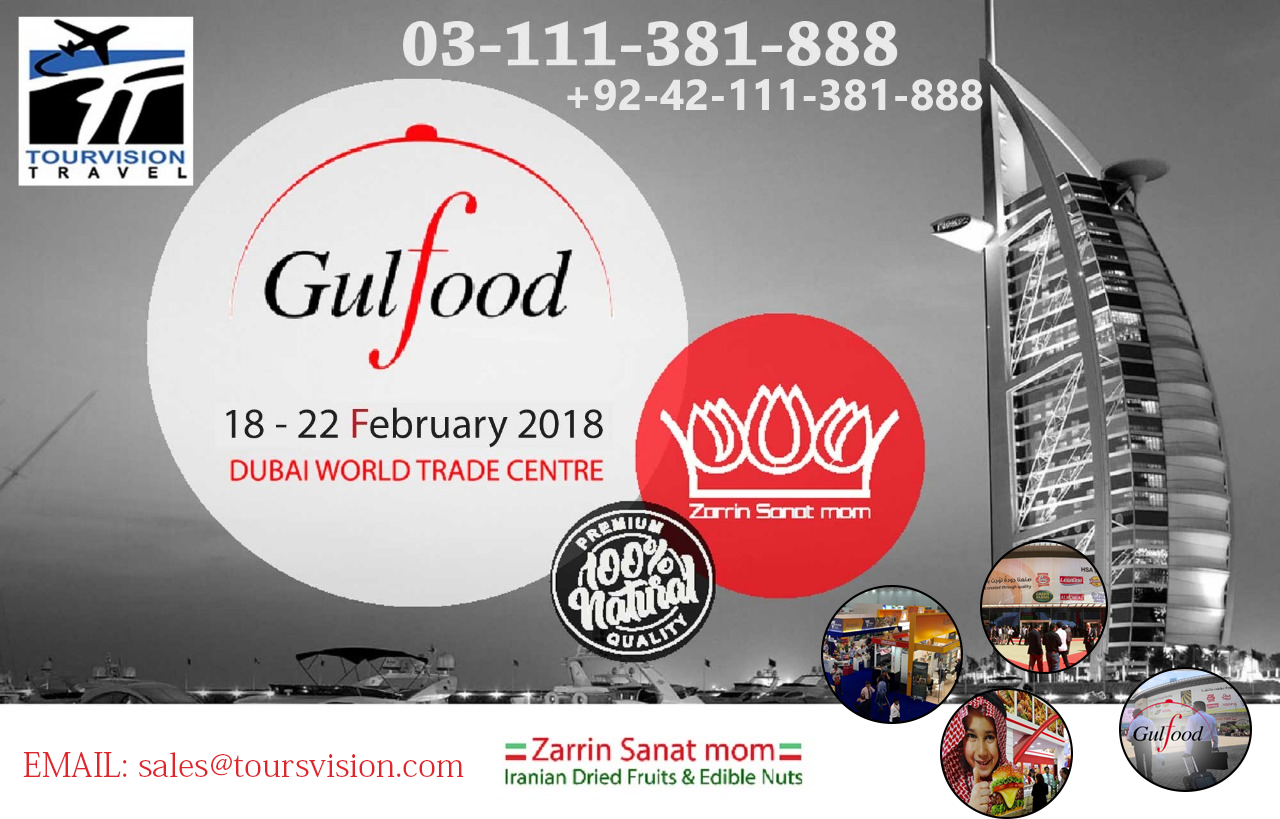 03-111-381-888
+92-42-111-381-888
TOURVISION
TRAVEL
Gulfood
18 - 22 February 2018
DUBAI WORLD TRADE CENTRE
Zarrin Sanat mom
PREMIUM
100%
Natural
QUALITY
HSA
Gulfood
EMAIL: sales@toursvision.com
Zarrin Sanat mom
Iranian Dried Fruits & Edible Nuts